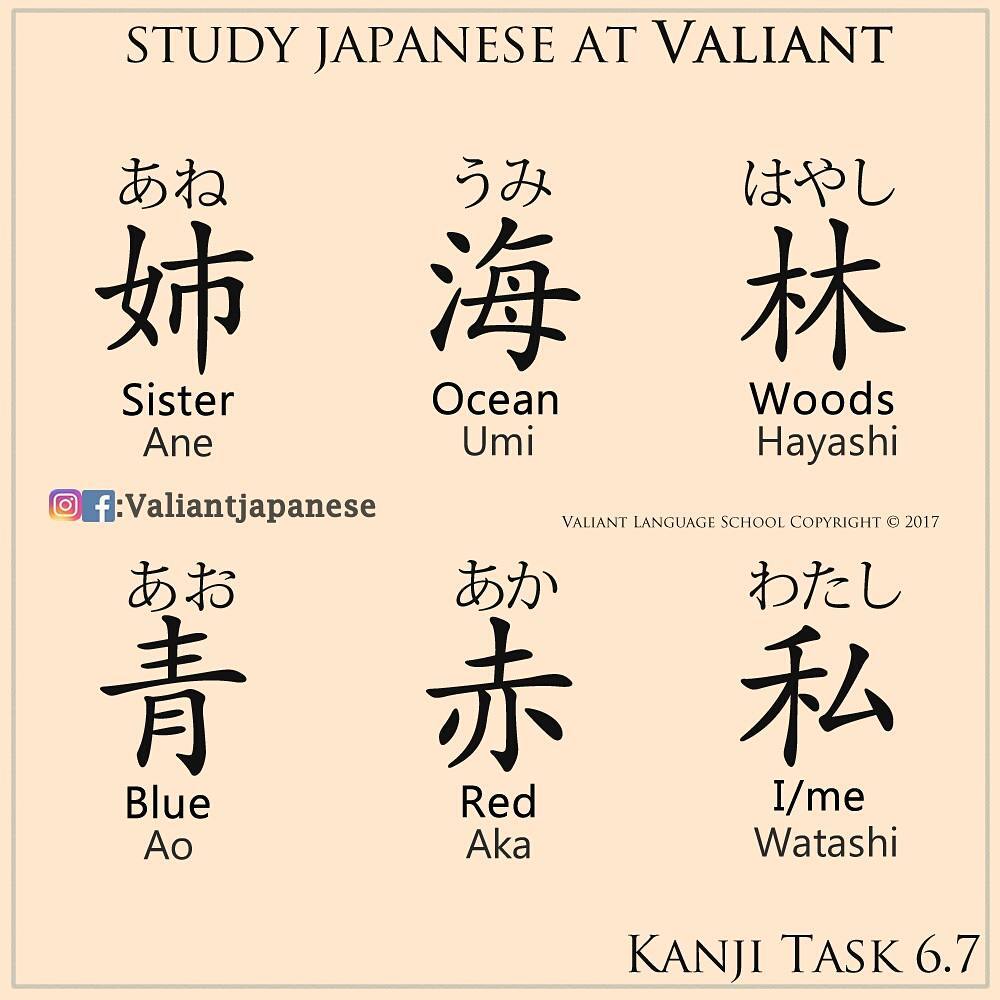 STUDY JAPANESE AT VALIANT
あね うみ はやし
姉 海 林
Sister Ocean Woods
Ane Umi Hayashi
:Valiantjapanese
VALIANT LANGUAGE SCHOOL COPYRIGHT © 2017
あお あか わたし
青 赤 私
Blue Red I/me
Ao Aka Watashi
KANJI TASK 6.7